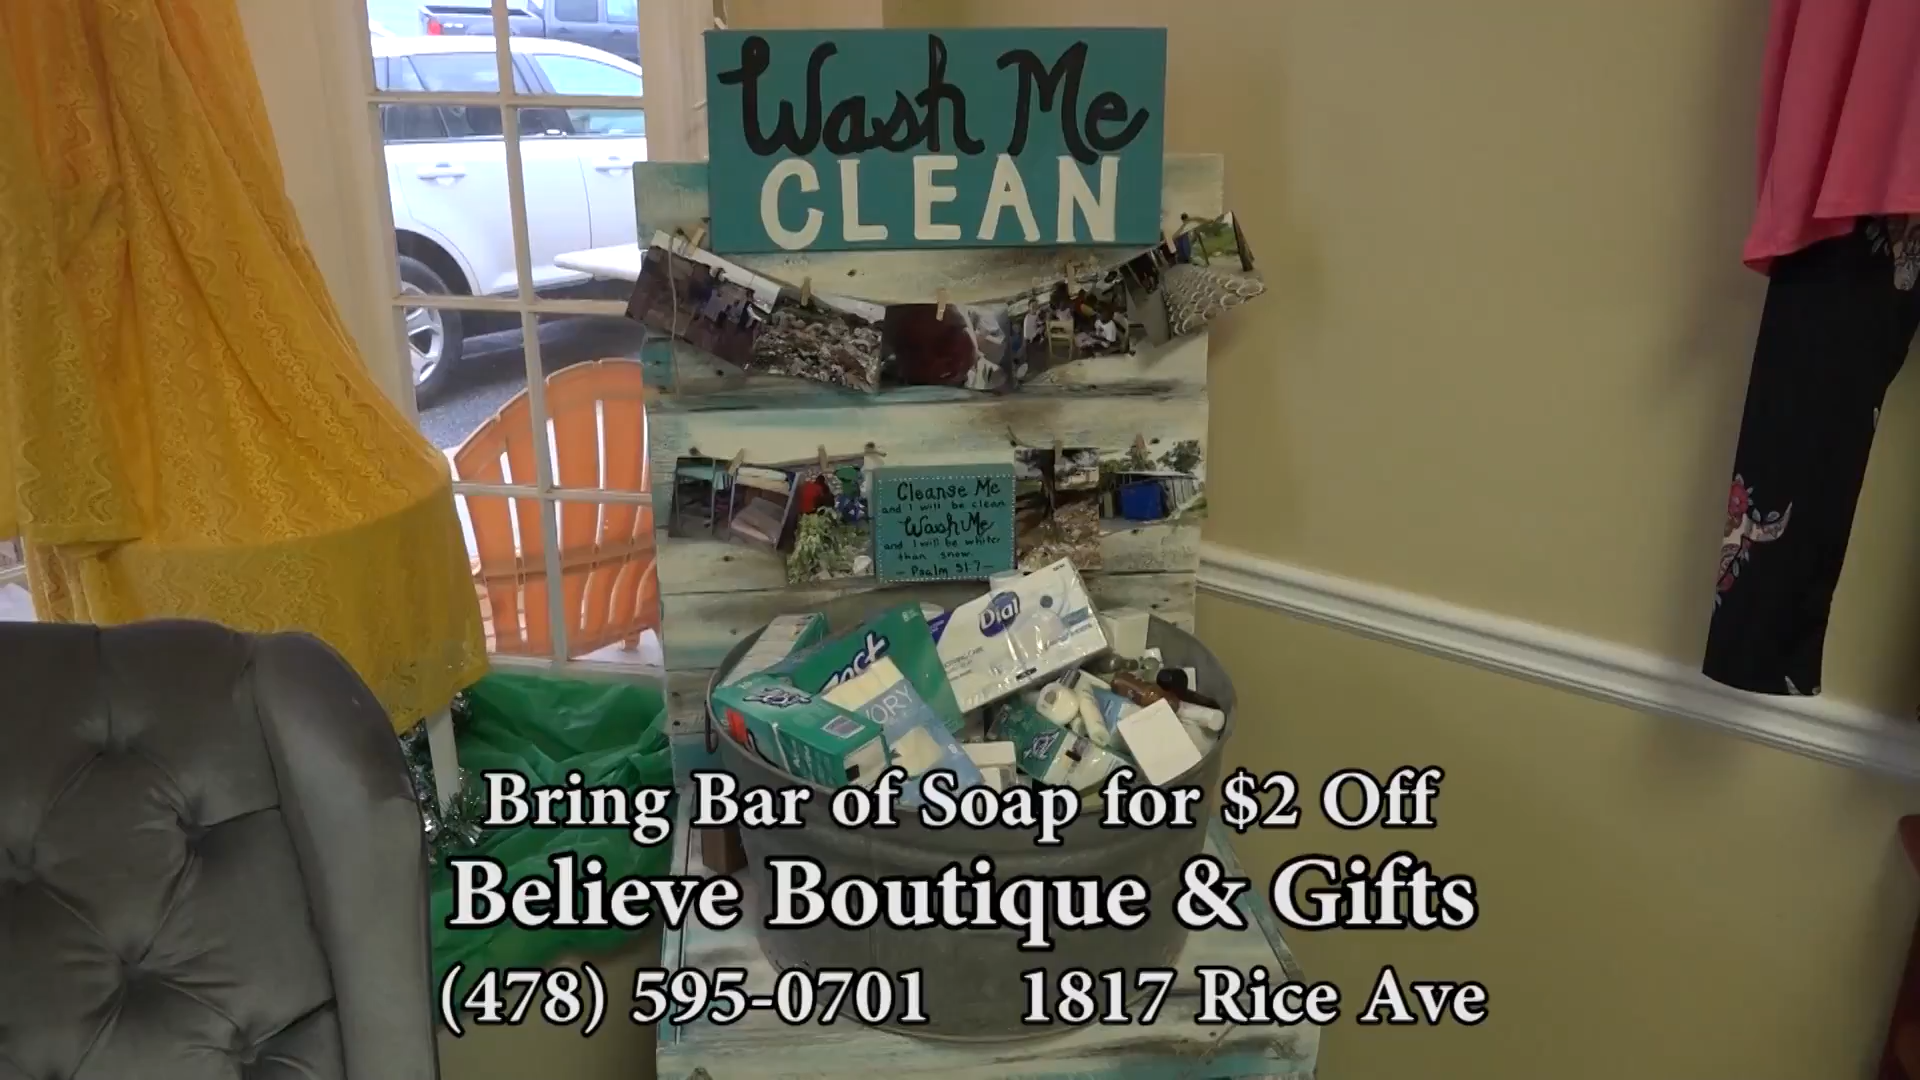 Wash Me
CLEAN
Cleanse Me
and I will be clean
Wash Me
and I will be whiter
than snow.
- Psalm 51:7 -
Dial
IVORY
Bring Bar of Soap for $2 Off
Believe Boutique & Gifts
(478) 595-0701 1817 Rice Ave